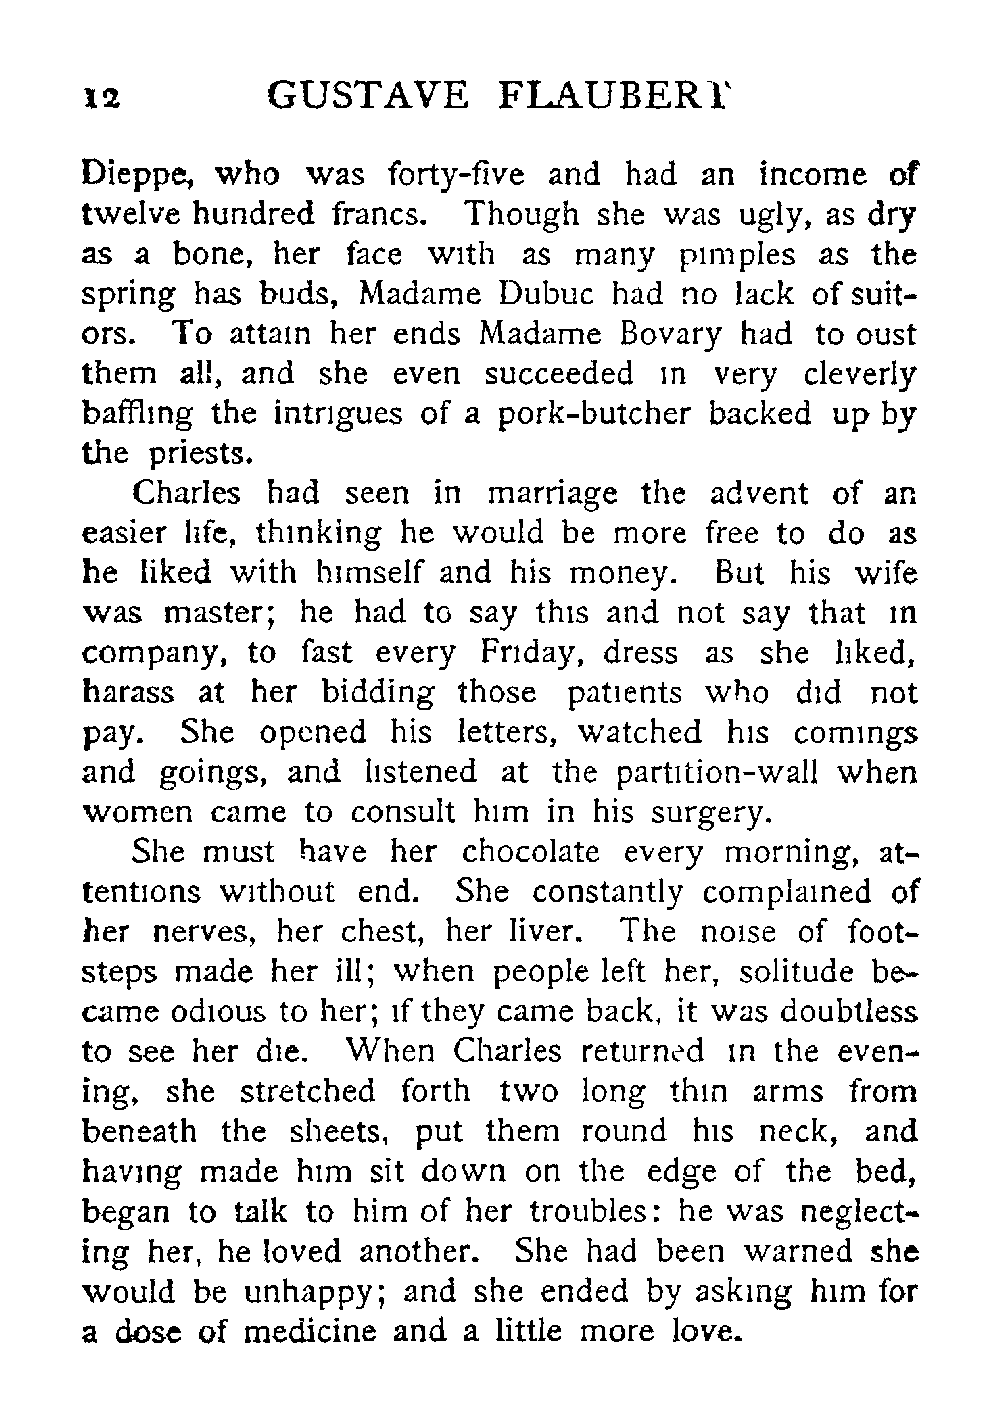 12 GUSTAVE FLAUBERT
Dieppe, who was forty-five and had an income of
twelve hundred francs. Though she was ugly, as dry
as a bone, her face with as many pimples as the
spring has buds, Madame Dubuc had no lack of suit-
ors. To attain her ends Madame Bovary had to oust
them all, and she even succeeded in very cleverly
baffling the intrigues of a pork-butcher backed up by
the priests.
Charles had seen in marriage the advent of an
easier life, thinking he would be more free to do as
he liked with himself and his money. But his wife
was master; he had to say this and not say that in
company, to fast every Friday, dress as she liked,
harass at her bidding those patients who did not
pay. She opened his letters, watched his comings
and goings, and listened at the partition-wall when
women came to consult him in his surgery.
She must have her chocolate every morning, at-
tentions without end. She constantly complained of
her nerves, her chest, her liver. The noise of foot-
steps made her ill; when people left her, solitude be-
came odious to her; if they came back, it was doubtless
to see her die. When Charles returned in the even-
ing, she stretched forth two long thin arms from
beneath the sheets, put them round his neck, and
having made him sit down on the edge of the bed,
began to talk to him of her troubles: he was neglect-
ing her, he loved another. She had been warned she
would be unhappy; and she ended by asking him for
a dose of medicine and a little more love.